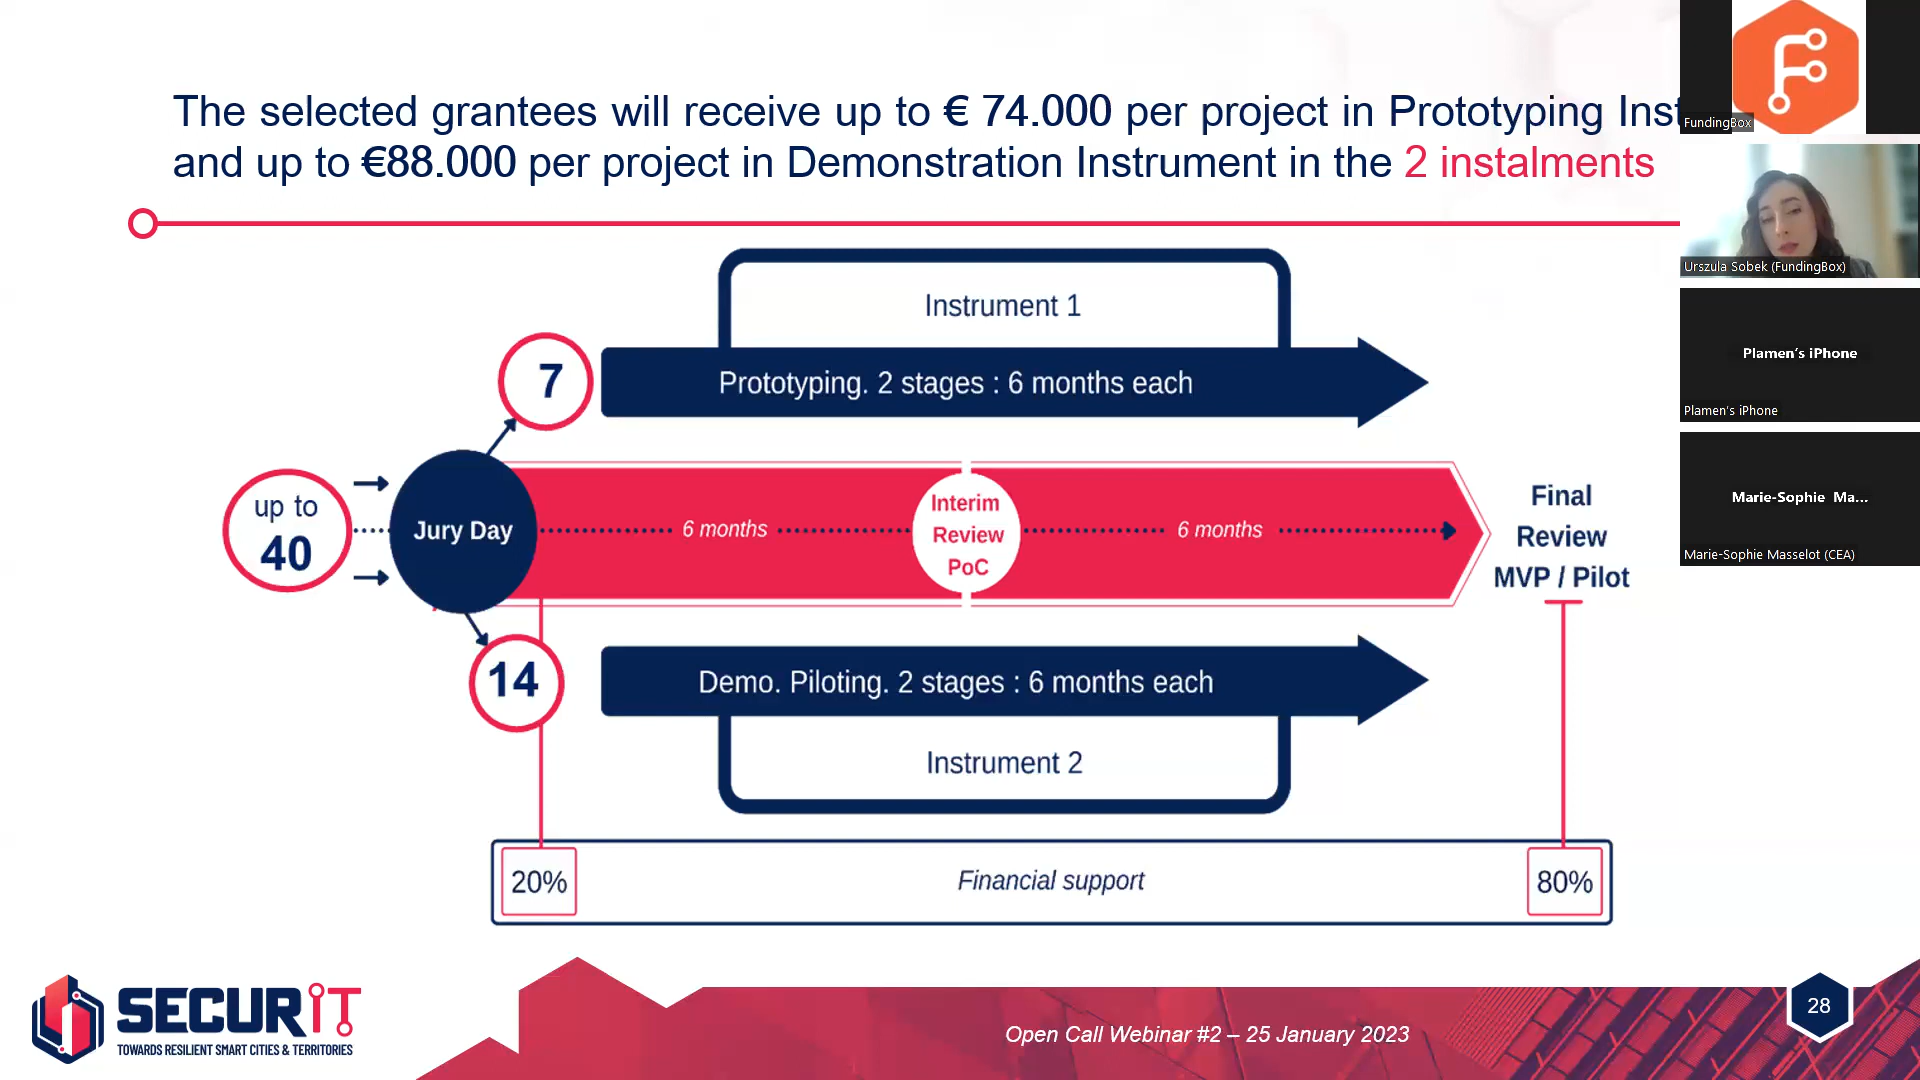 The selected grantees will receive up to € 74.000 per project in Prototyping Inst
and up to €88.000 per project in Demonstration Instrument in the 2 instalments
Instrument 1
7
Prototyping. 2 stages : 6 months each
up to
40
Jury Day
6 months
Interim
Review
PoC
6 months
Final
Review
MVP / Pilot
14
Demo. Piloting. 2 stages : 6 months each
Instrument 2
20%
Financial support
80%
SECURIT
TOWARDS RESILIENT SMART CITIES & TERRITORIES
Open Call Webinar #2 – 25 January 2023
28
FundingBox
Urszula Sobek (FundingBox)
Plamen's iPhone
Plamen's iPhone
Marie-Sophie Ma...
Marie-Sophie Masselot (CEA)